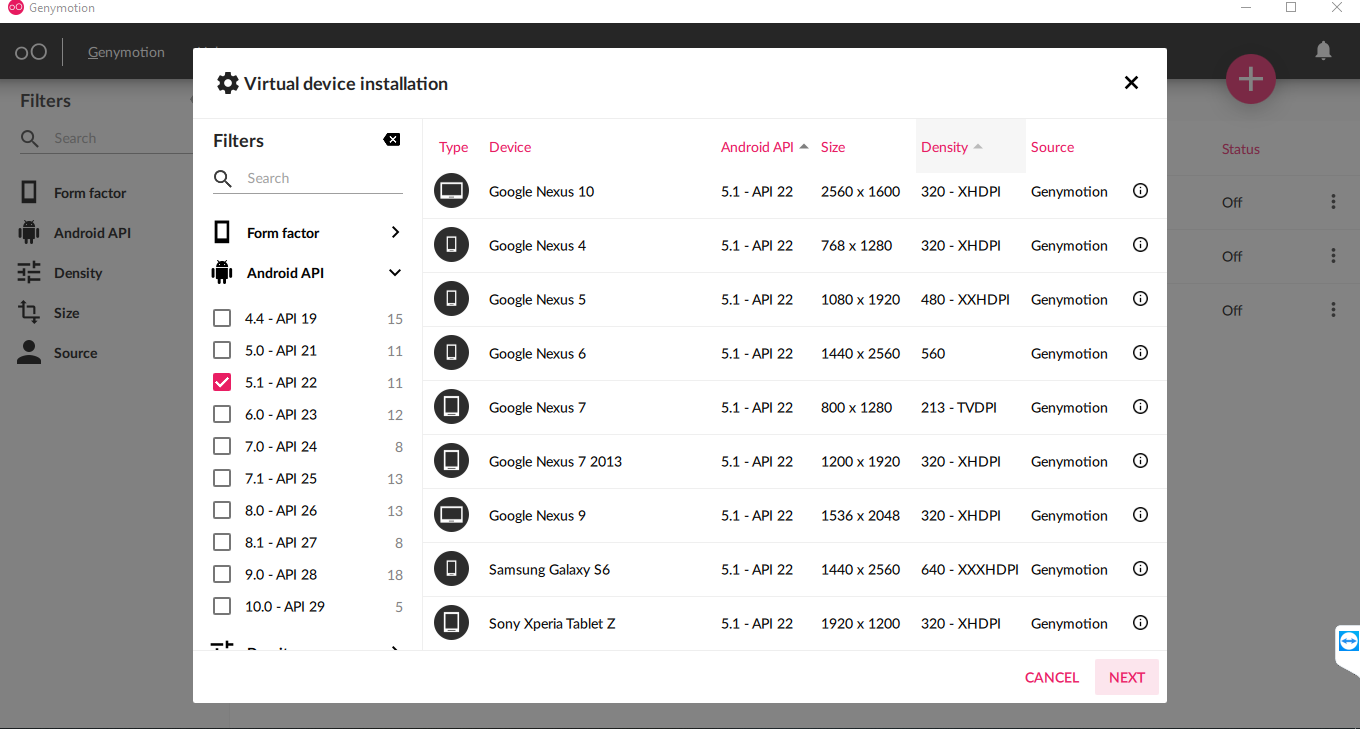 Genymotion
Genymotion
Virtual device installation
Filters
Search
Form factor
Android API
Density
Size
Source
Filters
Search
Form factor
Android API
4.4 - API 19 15
5.0 - API 21 11
5.1 - API 22 11
6.0 - API 23 12
7.0 - API 24 8
7.1 - API 25 13
8.0 - API 26 13
8.1 - API 27 8
9.0 - API 28 18
10.0 - API 29 5
Type Device Android API Size Density Source
Google Nexus 10 5.1 - API 22 2560 x 1600 320 - XHDPI Genymotion
Google Nexus 4 5.1 - API 22 768 x 1280 320 - XHDPI Genymotion
Google Nexus 5 5.1 - API 22 1080 x 1920 480 - XXHDPI Genymotion
Google Nexus 6 5.1 - API 22 1440 x 2560 560 Genymotion
Google Nexus 7 5.1 - API 22 800 x 1280 213 - TVDPI Genymotion
Google Nexus 7 2013 5.1 - API 22 1200 x 1920 320 - XHDPI Genymotion
Google Nexus 9 5.1 - API 22 1536 x 2048 320 - XHDPI Genymotion
Samsung Galaxy S6 5.1 - API 22 1440 x 2560 640 - XXXHDPI Genymotion
Sony Xperia Tablet Z 5.1 - API 22 1920 x 1200 320 - XHDPI Genymotion
CANCEL NEXT
Status
Off
Off
Off